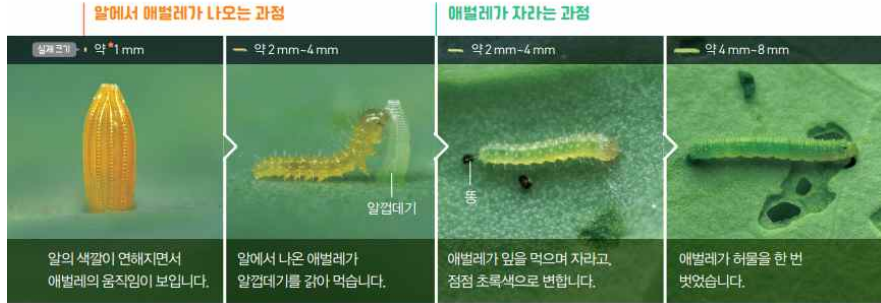 알에서 애벌레가 나오는 과정
애벌레가 자라는 과정
실제 크기 약 *1 mm
약 2 mm~4 mm
약 2 mm~4 mm
약 4 mm~8 mm
알껍데기
똥
알의 색깔이 연해지면서
애벌레의 움직임이 보입니다.
알에서 나온 애벌레가
알껍데기를 갉아 먹습니다.
애벌레가 잎을 먹으며 자라고,
점점 초록색으로 변합니다.
애벌레가 허물을 한 번
벗었습니다.